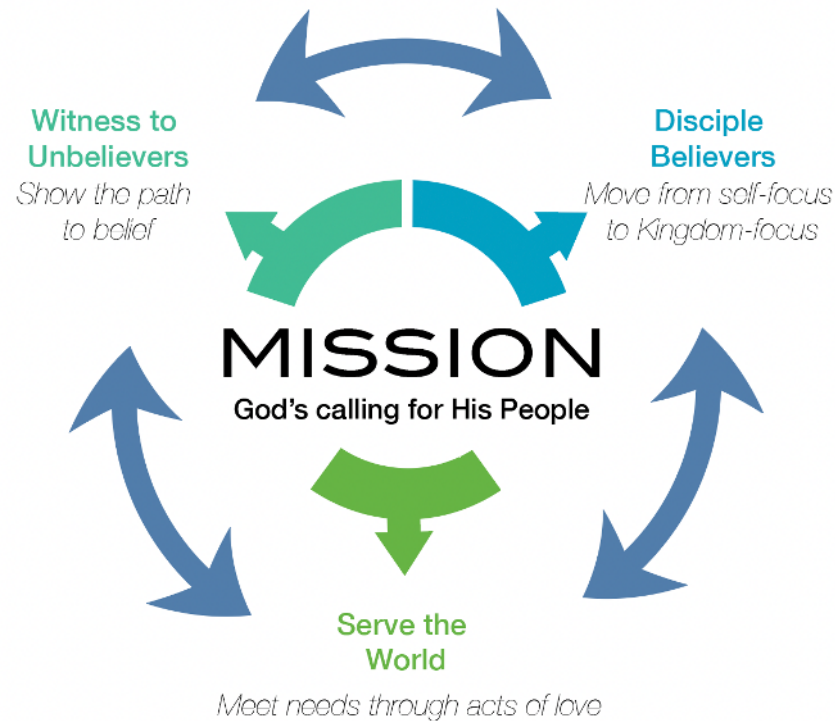 Witness to
Unbelievers
Show the path
to belief
Disciple
Believers
Move from self-focus
to Kingdom-focus
MISSION
God's calling for His People
Serve the
World
Meet needs through acts of love